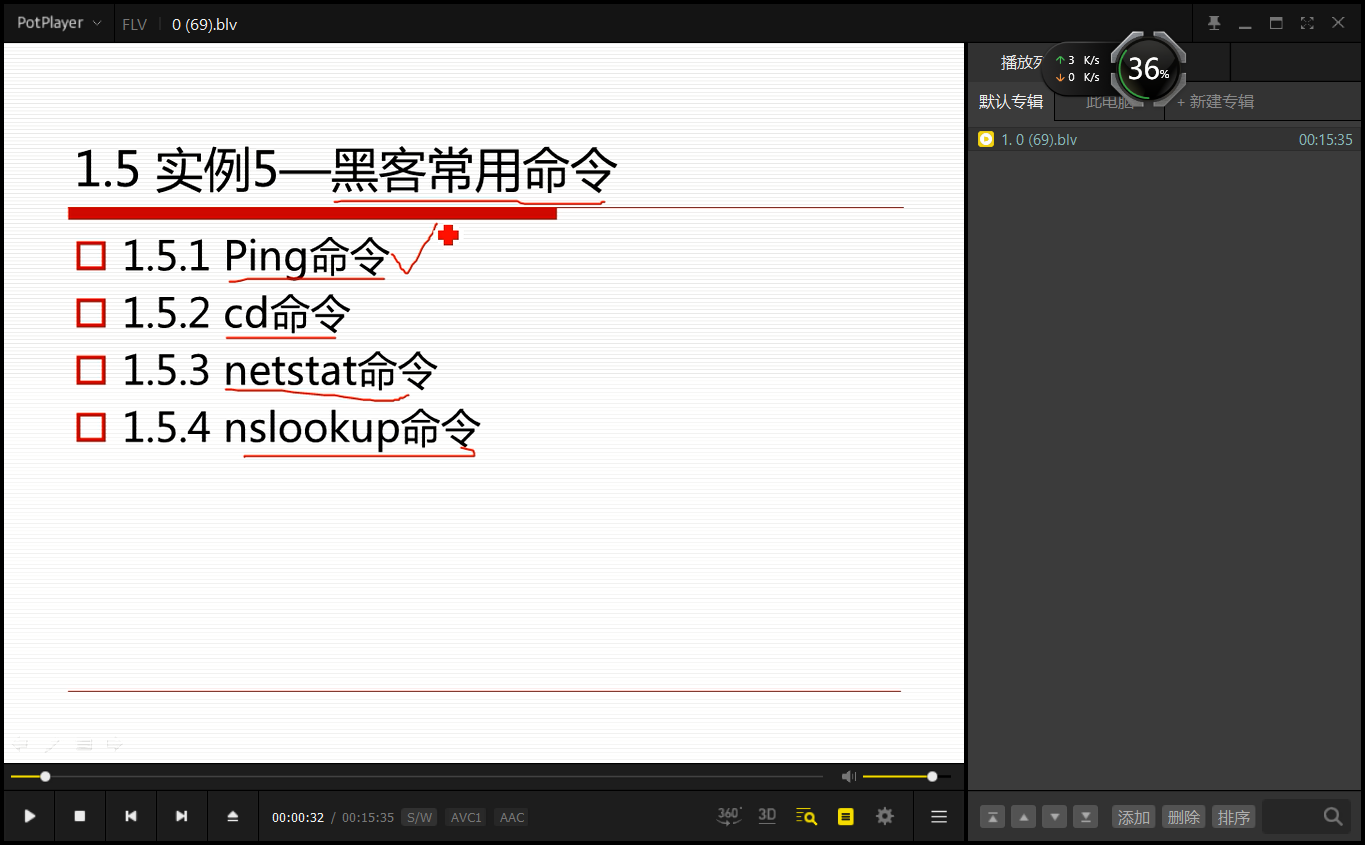 PotPlayer
FLV
0 (69).blv
播放列
3 K/s
0 K/s
36%
默认专辑
此电脑
+ 新建专辑
1. 0 (69).blv
00:15:35
1.5 实例5—黑客常用命令
1.5.1 Ping命令
1.5.2 cd命令
1.5.3 netstat命令
1.5.4 nslookup命令
00:00:32 / 00:15:35
S/W
AVC1
AAC
360°
3D
添加
删除
排序